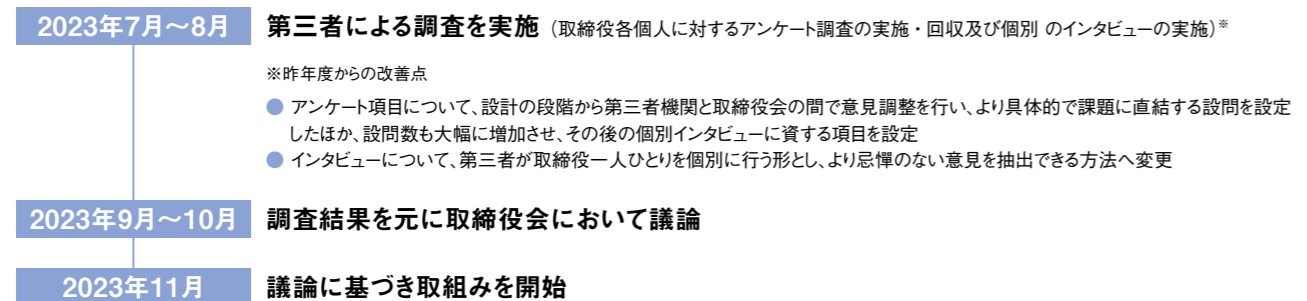 2023年7月～8月 第三者による調査を実施（取締役各個人に対するアンケート調査の実施・回収及び個別 のインタビューの実施）※
※昨年度からの改善点
● アンケート項目について、設計の段階から第三者機関と取締役会の間で意見調整を行い、より具体的で課題に直結する設問を設定
したほか、設問数も大幅に増加させ、その後の個別インタビューに資する項目を設定
● インタビューについて、第三者が取締役一人ひとりを個別に行う形とし、より忌憚のない意見を抽出できる方法へ変更
2023年9月～10月 調査結果を元に取締役会において議論
2023年11月 議論に基づき取組みを開始